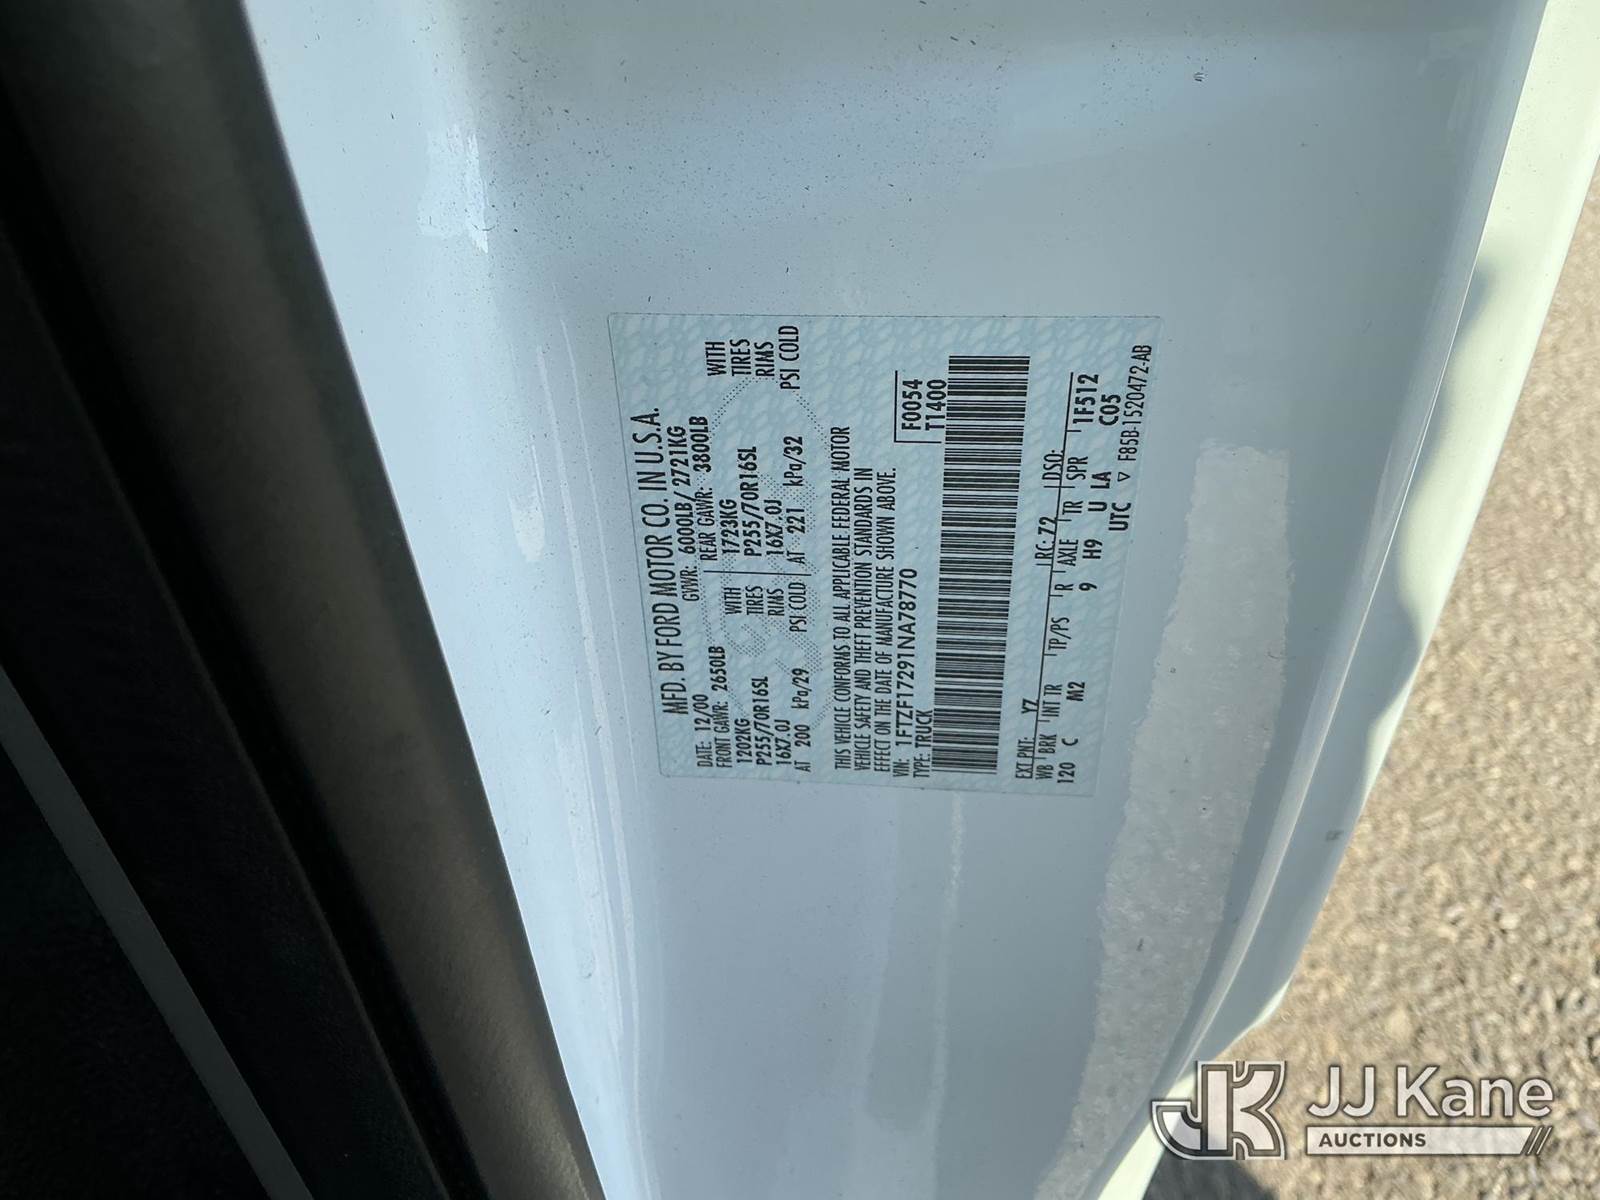 MFD. BY FORD MOTOR CO. IN U.S.A.
DATE: 12/00 GVWR: 6000LB/ 2721KG
FRONT GAWR: 2650LB REAR GAWR: 3800LB
1202KG WITH 1723KG WITH
P255/70R16SL TIRES P255/70R16SL TIRES
16X7.0J RIMS 16X7.0J RIMS
AT 200 kPa/29 PSI COLD AT 221 kPa/32 PSI COLD
THIS VEHICLE CONFORMS TO ALL APPLICABLE FEDERAL MOTOR
VEHICLE SAFETY AND THEFT PREVENTION STANDARDS IN
EFFECT ON THE DATE OF MANUFACTURE SHOWN ABOVE.
VIN: 1FTZF17291NA78770 F0054
TYPE: TRUCK T1400
EXT PNT: YZ RC: 72 DSO:
WB BRK INT TR TP/PS R AXLE TR SPR 1F512
120 C M2 9 H9 U LA C05
UTC ▽ F85B-1520472-AB
JJ Kane
AUCTIONS